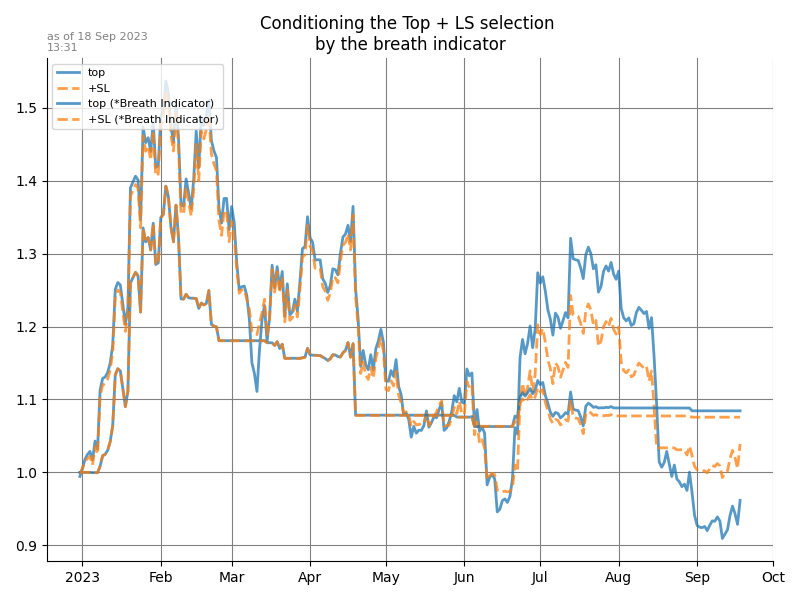 Conditioning the Top + LS selection
by the breath indicator
as of 18 Sep 2023
13:31
top
+SL
top (*Breath Indicator)
+SL (*Breath Indicator)
1.5
1.4
1.3
1.2
1.1
1.0
0.9
2023 Feb Mar Apr May Jun Jul Aug Sep Oct